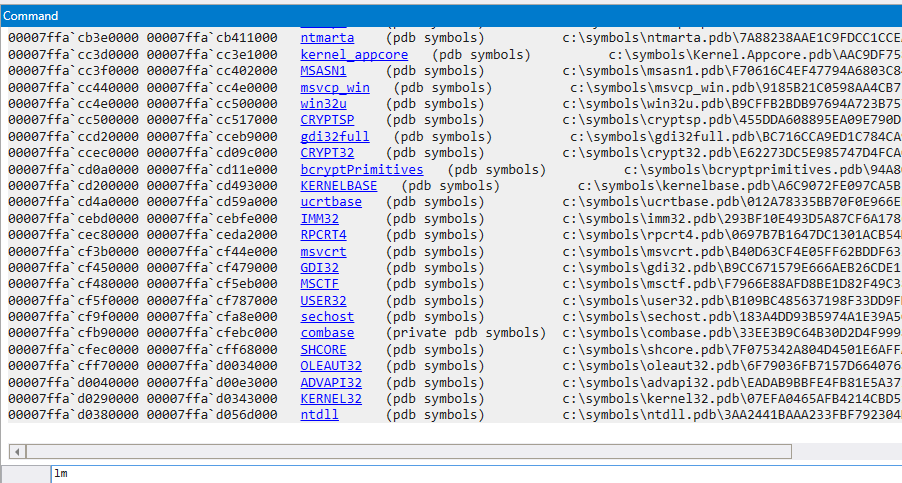 Command
00007ffa`cb3e0000 00007ffa`cb411000 ntmarta (pdb symbols) c:\symbols\ntmarta.pdb\7A88238AAE1C9FDCC1CCE
00007ffa`cc3d0000 00007ffa`cc3e1000 kernel_appcore (pdb symbols) c:\symbols\Kernel.Appcore.pdb\AAC9DF75
00007ffa`cc3f0000 00007ffa`cc402000 MSASN1 (pdb symbols) c:\symbols\msasn1.pdb\F70616C4EF47794A6803C8
00007ffa`cc440000 00007ffa`cc4dd000 msvcp_win (pdb symbols) c:\symbols\msvcp_win.pdb\9185B21C0598AA4CB7
00007ffa`cc4e0000 00007ffa`cc500000 win32u (pdb symbols) c:\symbols\win32u.pdb\B9CFFB2BDB97694A723B75
00007ffa`cc500000 00007ffa`cc517000 CRYPTSP (pdb symbols) c:\symbols\cryptsp.pdb\455DDA608895EA09E790D
00007ffa`ccd20000 00007ffa`cceb9000 gdi32full (pdb symbols) c:\symbols\gdi32full.pdb\BC716CCA9ED1C784CA
00007ffa`ccec0000 00007ffa`cd09c000 CRYPT32 (pdb symbols) c:\symbols\crypt32.pdb\E62273DC5E985747D4FCA
00007ffa`cd0a0000 00007ffa`cd11e000 bcryptPrimitives (pdb symbols) c:\symbols\bcryptprimitives.pdb\94A8
00007ffa`cd200000 00007ffa`cd493000 KERNELBASE (pdb symbols) c:\symbols\kernelbase.pdb\A6C9072FE097CA5B
00007ffa`cd4a0000 00007ffa`cd59a000 ucrtbase (pdb symbols) c:\symbols\ucrtbase.pdb\012A78335BB70F0E966E
00007ffa`cebd0000 00007ffa`cebfe000 IMM32 (pdb symbols) c:\symbols\imm32.pdb\293BF10E493D5A87CF6A178
00007ffa`cec80000 00007ffa`ceda2000 RPCRT4 (pdb symbols) c:\symbols\rpcrt4.pdb\0697B7B1647DC1301ACB54
00007ffa`cf3b0000 00007ffa`cf44e000 msvcrt (pdb symbols) c:\symbols\msvcrt.pdb\B40D63CF4E05FF62BDDF63
00007ffa`cf450000 00007ffa`cf479000 GDI32 (pdb symbols) c:\symbols\gdi32.pdb\B9CC671579E666AEB26CDE1
00007ffa`cf480000 00007ffa`cf5eb000 MSCTF (pdb symbols) c:\symbols\msctf.pdb\F7966E88AFD8BE1D82F49C3
00007ffa`cf5f0000 00007ffa`cf787000 USER32 (pdb symbols) c:\symbols\user32.pdb\B109BC485637198F33DD9F
00007ffa`cf9f0000 00007ffa`cfa8e000 sechost (pdb symbols) c:\symbols\sechost.pdb\183A4DD93B5974A1E39A5
00007ffa`cfb90000 00007ffa`cfebc000 combase (private pdb symbols) c:\symbols\combase.pdb\33EE3B9C64B30D2D4F999
00007ffa`cfec0000 00007ffa`cff68000 SHCORE (pdb symbols) c:\symbols\shcore.pdb\7F075342A804D4501E6AFF
00007ffa`cff70000 00007ffa`d0034000 OLEAUT32 (pdb symbols) c:\symbols\oleaut32.pdb\6F79036FB7157D664076
00007ffa`d0040000 00007ffa`d00e3000 ADVAPI32 (pdb symbols) c:\symbols\advapi32.pdb\EADAB9BBFE4FB81E5A37
00007ffa`d0290000 00007ffa`d0343000 KERNEL32 (pdb symbols) c:\symbols\kernel32.pdb\07EFA0465AFB4214CBD5
00007ffa`d0380000 00007ffa`d056d000 ntdll (pdb symbols) c:\symbols\ntdll.pdb\3AA2441BAAA233FBF792304
lm